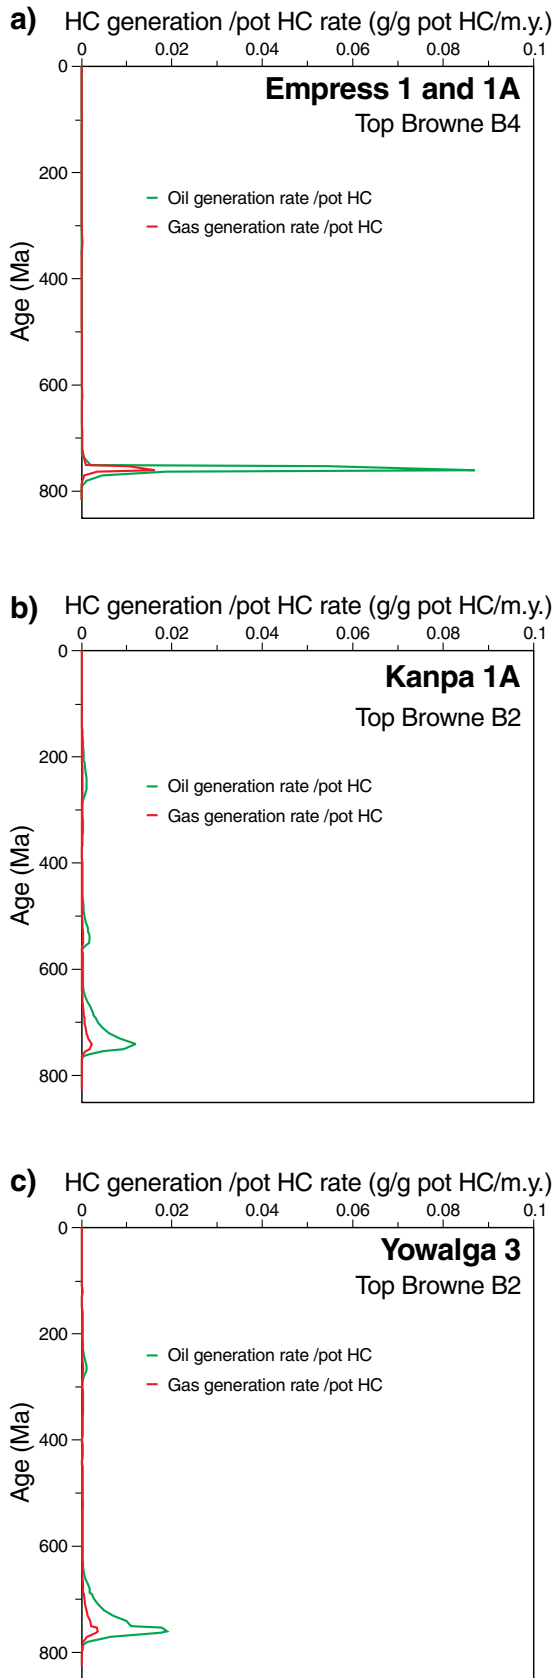 a) HC generation /pot HC rate (g/g pot HC/m.y.)
0 0.02 0.04 0.06 0.08 0.1
0
Empress 1 and 1A
Top Browne B4
200
Oil generation rate /pot HC
Gas generation rate /pot HC
Age (Ma)
400
600
800
b) HC generation /pot HC rate (g/g pot HC/m.y.)
0 0.02 0.04 0.06 0.08 0.1
0
Kanpa 1A
Top Browne B2
200
Oil generation rate /pot HC
Gas generation rate /pot HC
Age (Ma)
400
600
800
c) HC generation /pot HC rate (g/g pot HC/m.y.)
0 0.02 0.04 0.06 0.08 0.1
0
Yowalga 3
Top Browne B2
200
Oil generation rate /pot HC
Gas generation rate /pot HC
Age (Ma)
400
600
800